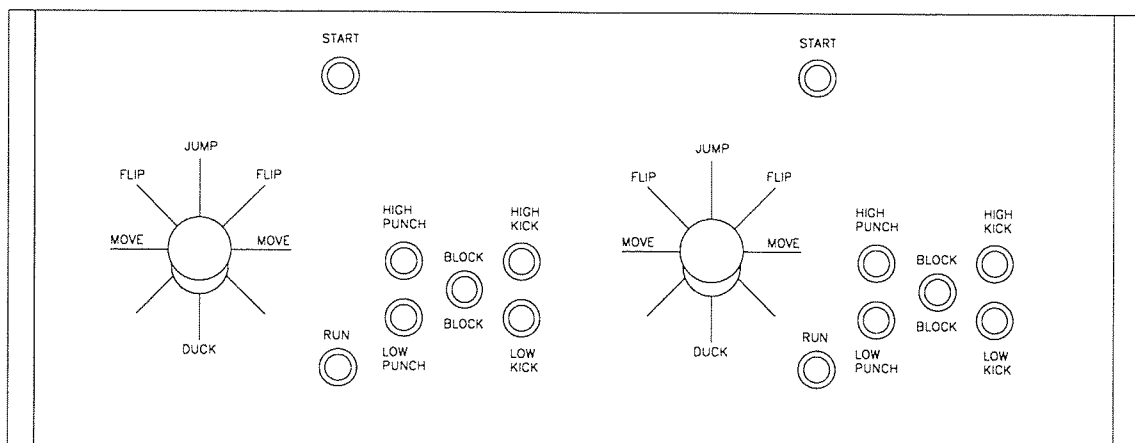 START
JUMP
FLIP
FLIP
MOVE
MOVE
DUCK
HIGH
PUNCH
HIGH
KICK
BLOCK
BLOCK
RUN
LOW
PUNCH
LOW
KICK
START
JUMP
FLIP
FLIP
MOVE
MOVE
DUCK
HIGH
PUNCH
HIGH
KICK
BLOCK
BLOCK
RUN
LOW
PUNCH
LOW
KICK